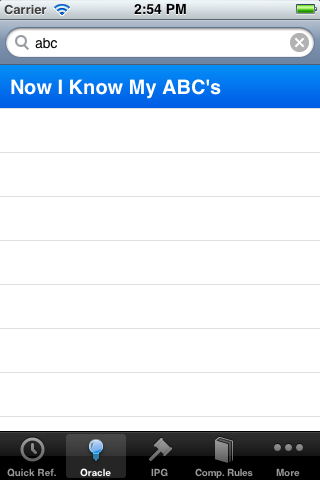 Carrier 2:54 PM
abc
Now I Know My ABC's
Quick Ref. Oracle IPG Comp. Rules More